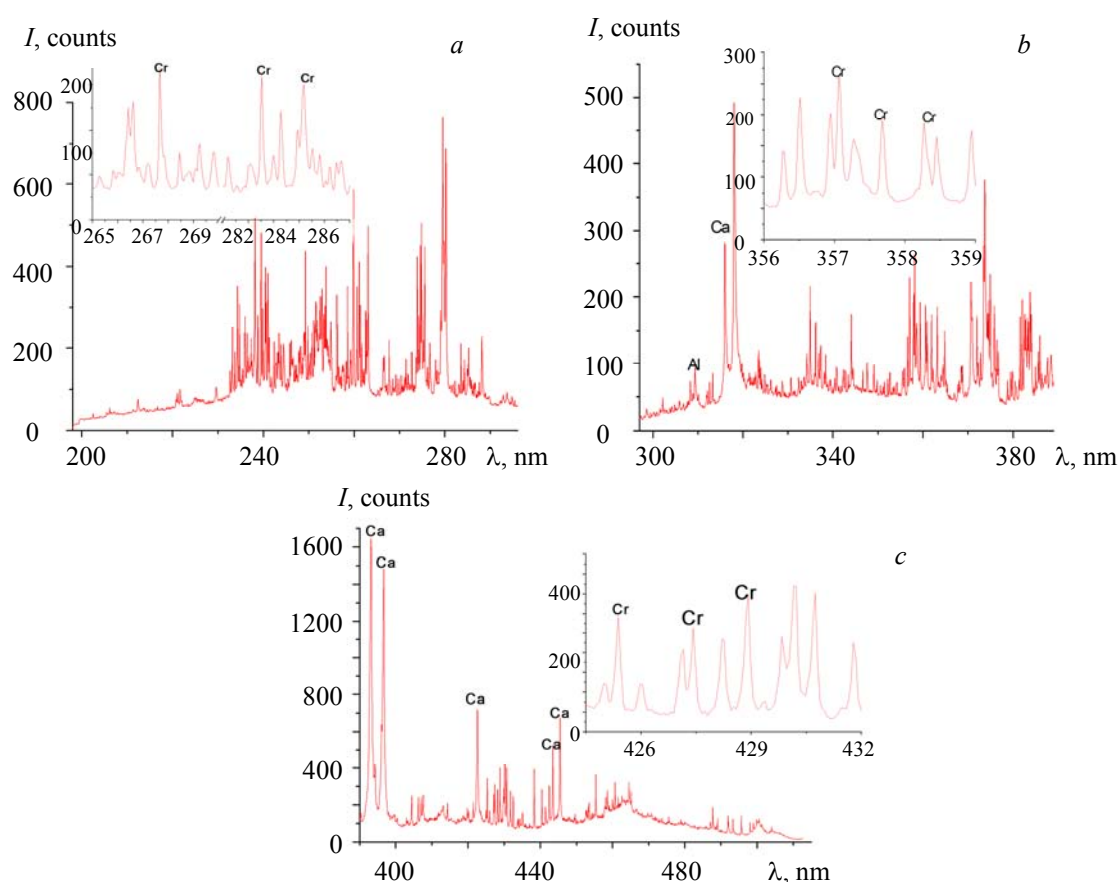 I, counts
a
Cr
Cr
Cr
200
100
0
265 267 269 282 284 286
800
600
400
200
0
200 240 280 λ, nm
I, counts
b
300
250
200
150
100
50
0
Cr
Cr
Cr
356 357 358 359
500
400
300
200
100
0
Ca
Al
300 340 380 λ, nm
I, counts
c
Ca
Ca
Ca
Ca
Ca
1600
1200
800
400
0
Cr
Cr
Cr
400
200
0
426 429 432
400 440 480 λ, nm